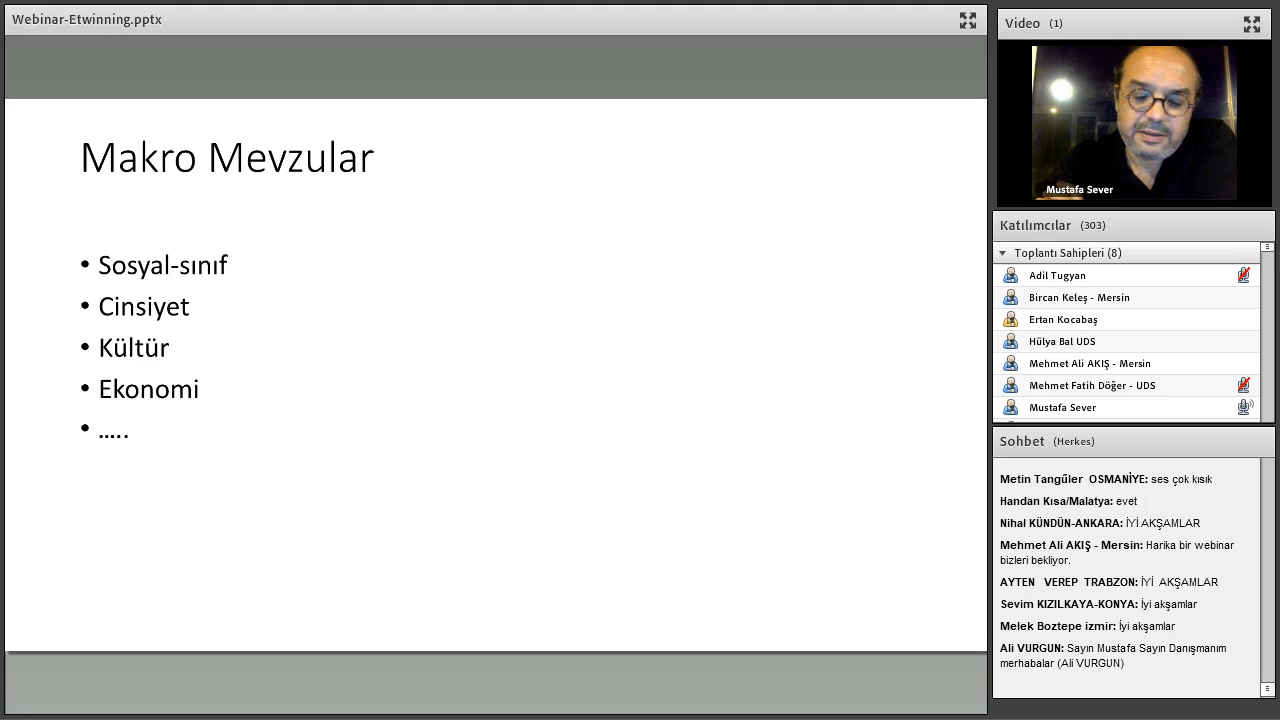 Webinar-Etwinning.pptx
Makro Mevzular
• Sosyal-sınıf
• Cinsiyet
• Kültür
• Ekonomi
• …..
Video (1)
Mustafa Sever
Katılımcılar (303)
Toplantı Sahipleri (8)
Adil Tugyan
Bircan Keleş - Mersin
Ertan Kocabaş
Hülya Bal UDS
Mehmet Ali AKIŞ - Mersin
Mehmet Fatih Döğer - UDS
Mustafa Sever
Sohbet (Herkes)
Metin Tangũler OSMANİYE: ses çok kısık
Handan Kısa/Malatya: evet
Nihal KÜNDÜN-ANKARA: İYİ AKŞAMLAR
Mehmet Ali AKIŞ - Mersin: Harika bir webinar
bizleri bekliyor.
AYTEN VEREP TRABZON: İYİ AKŞAMLAR
Sevim KIZILKAYA-KONYA: İyi akşamlar
Melek Boztepe izmir: İyi akşamlar
Ali VURGUN: Sayın Mustafa Sayın Danışmanım
merhabalar (Ali VURGUN)